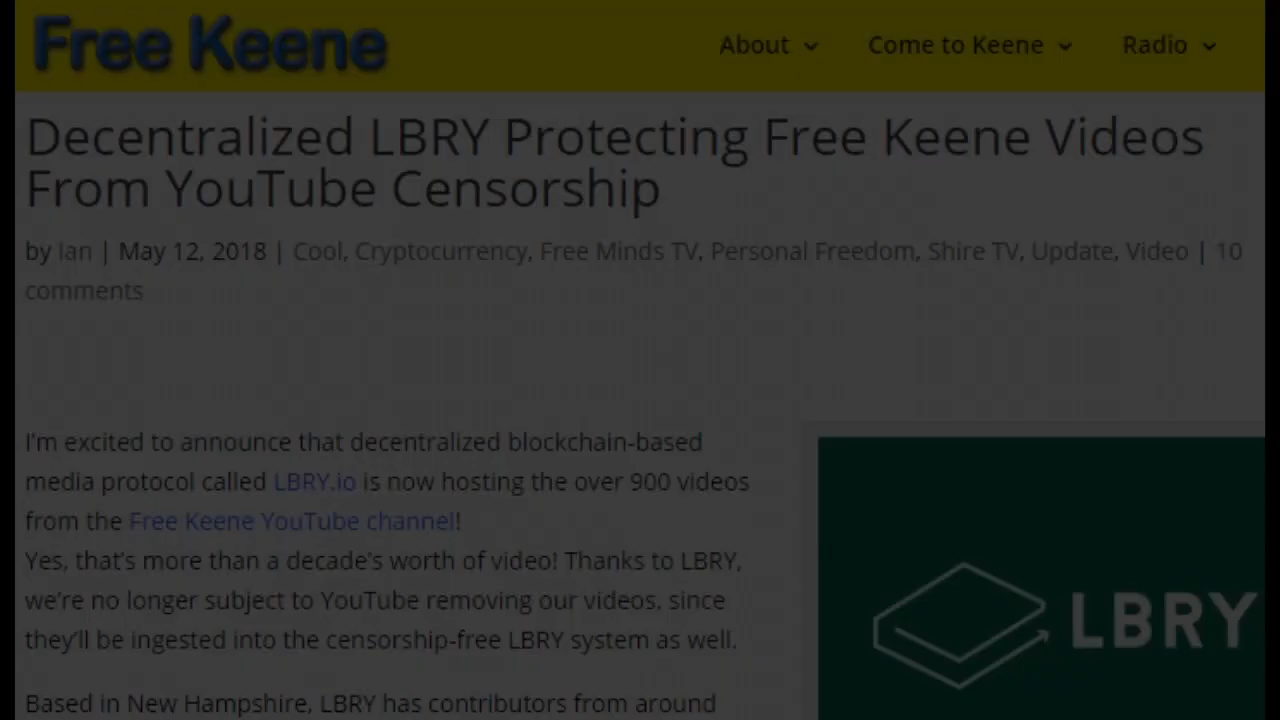 Free Keene
About
Come to Keene
Radio
Decentralized LBRY Protecting Free Keene Videos
From YouTube Censorship
by Ian | May 12, 2018 | Cool, Cryptocurrency, Free Minds TV, Personal Freedom, Shire TV, Update, Video | 10
comments
I'm excited to announce that decentralized blockchain-based
media protocol called LBRY.io is now hosting the over 900 videos
from the Free Keene YouTube channel!
Yes, that's more than a decade's worth of video! Thanks to LBRY,
we're no longer subject to YouTube removing our videos, since
they'll be ingested into the censorship-free LBRY system as well.
LBRY
Based in New Hampshire, LBRY has contributors from around